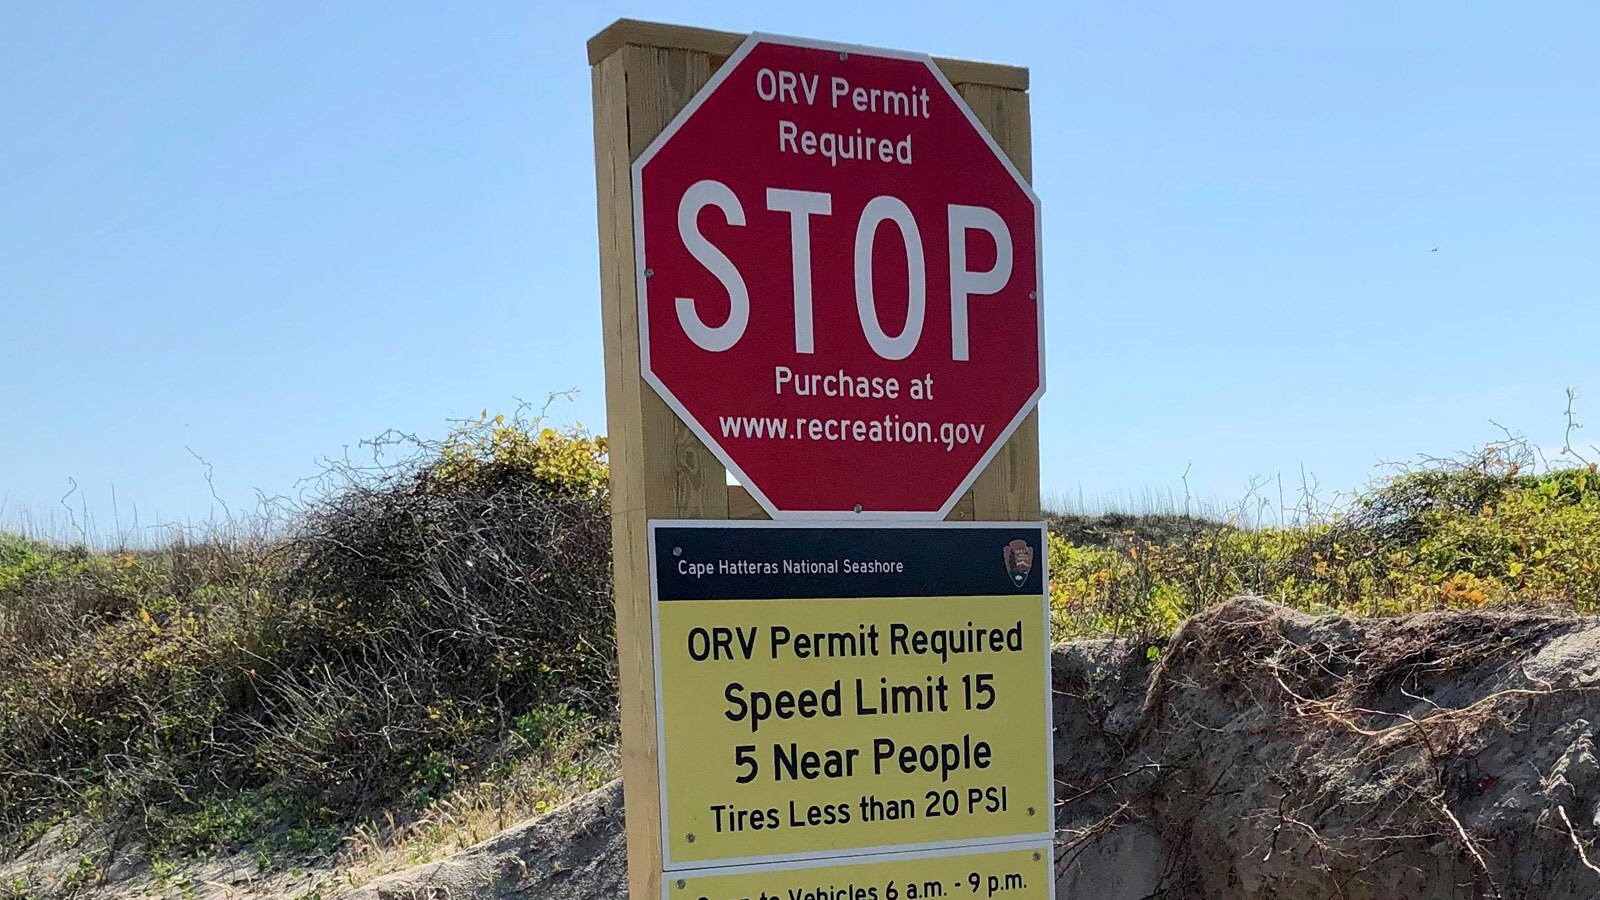 ORV Permit
Required
STOP
Purchase at
www.recreation.gov
Cape Hatteras National Seashore
ORV Permit Required
Speed Limit 15
5 Near People
Tires Less than 20 PSI
to Vehicles 6 a.m. - 9 p.m.